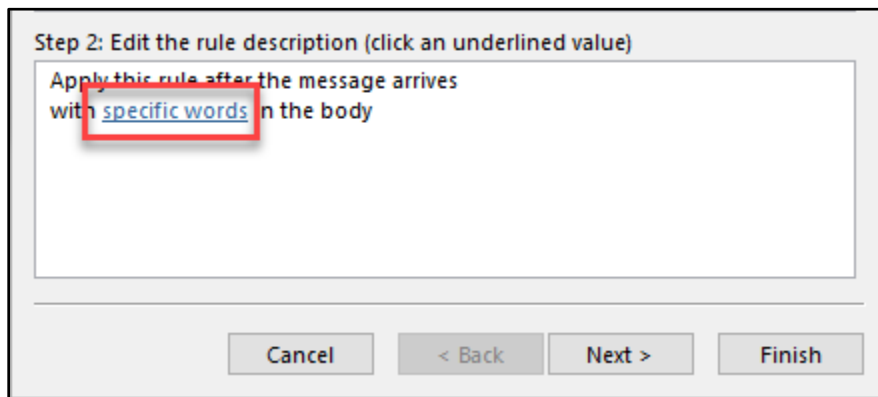 Step 2: Edit the rule description (click an underlined value)
Apply this rule after the message arrives
with specific words in the body
Cancel
< Back
Next >
Finish